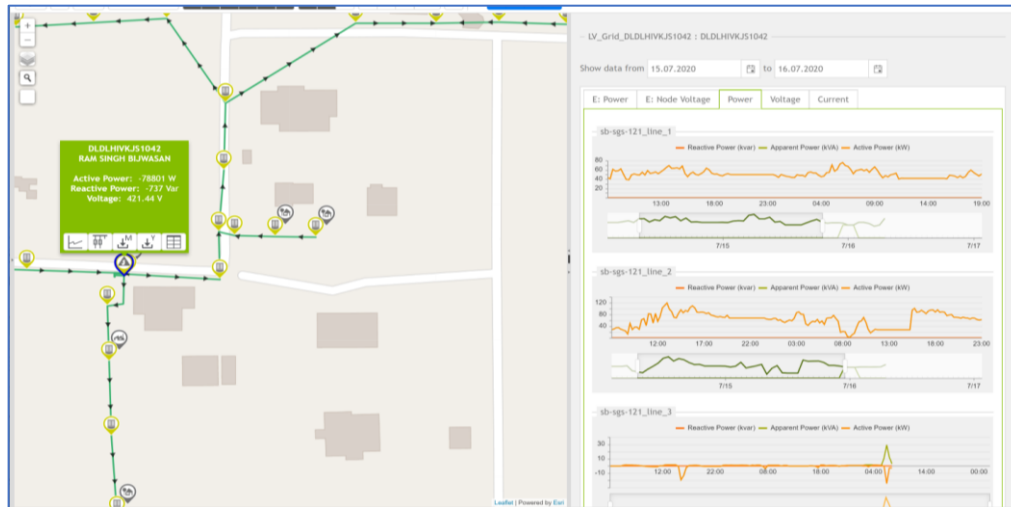 +
−
DLDLHIVKJS1042
RAM SINGH BIJWASAN
Active Power: -78801 W
Reactive Power: -737 Var
Voltage: 421.44 V
M
Y
Leaflet | Powered by Esri
LV_Grid_DLDLHIVKJS1042 : DLDLHIVKJS1042
Show data from 15.07.2020 to 16.07.2020
E: Power E: Node Voltage Power Voltage Current
sb-sgs-121_line_1
Reactive Power (kvar) Apparent Power (kVA) Active Power (kW)
80
60
40
20
13:00 18:00 23:00 04:00 09:00 14:00 19:00
7/15 7/16 7/17
sb-sgs-121_line_2
Reactive Power (kvar) Apparent Power (kVA) Active Power (kW)
120
80
40
12:00 17:00 22:00 03:00 08:00 13:00 18:00 23:00
7/15 7/16 7/17
sb-sgs-121_line_3
Reactive Power (kvar) Apparent Power (kVA) Active Power (kW)
30
10
-10
12:00 22:00 08:00 18:00 04:00 14:00 00:00